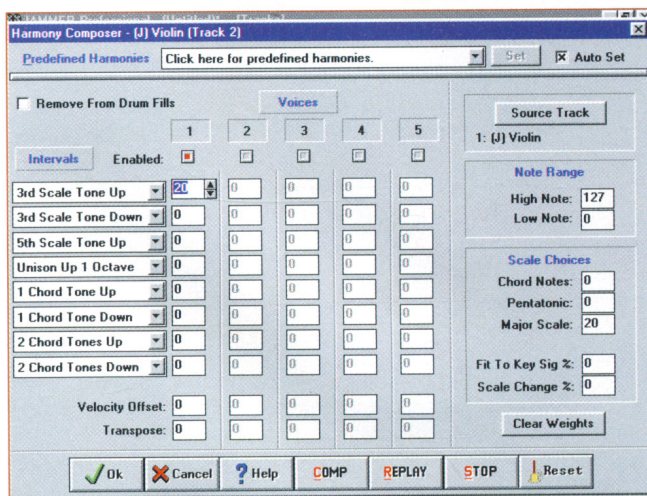 JAMMER Professional - (Untitled) - (Tracks)
Harmony Composer - (J) Violin (Track 2)
Predefined Harmonies Click here for predefined harmonies. Set Auto Set
Remove From Drum Fills
Voices
1 2 3 4 5
Intervals Enabled:
3rd Scale Tone Up 20 0 0 0 0
3rd Scale Tone Down 0 0 0 0 0
5th Scale Tone Up 0 0 0 0 0
Unison Up 1 Octave 0 0 0 0 0
1 Chord Tone Up 0 0 0 0 0
1 Chord Tone Down 0 0 0 0 0
2 Chord Tones Up 0 0 0 0 0
2 Chord Tones Down 0 0 0 0 0
Velocity Offset: 0 0 0 0 0
Transpose: 0 0 0 0 0
Source Track
1: (J) Violin
Note Range
High Note: 127
Low Note: 0
Scale Choices
Chord Notes: 0
Pentatonic: 0
Major Scale: 20
Fit To Key Sig %: 0
Scale Change %: 0
Clear Weights
Ok Cancel Help COMP REPLAY STOP Reset